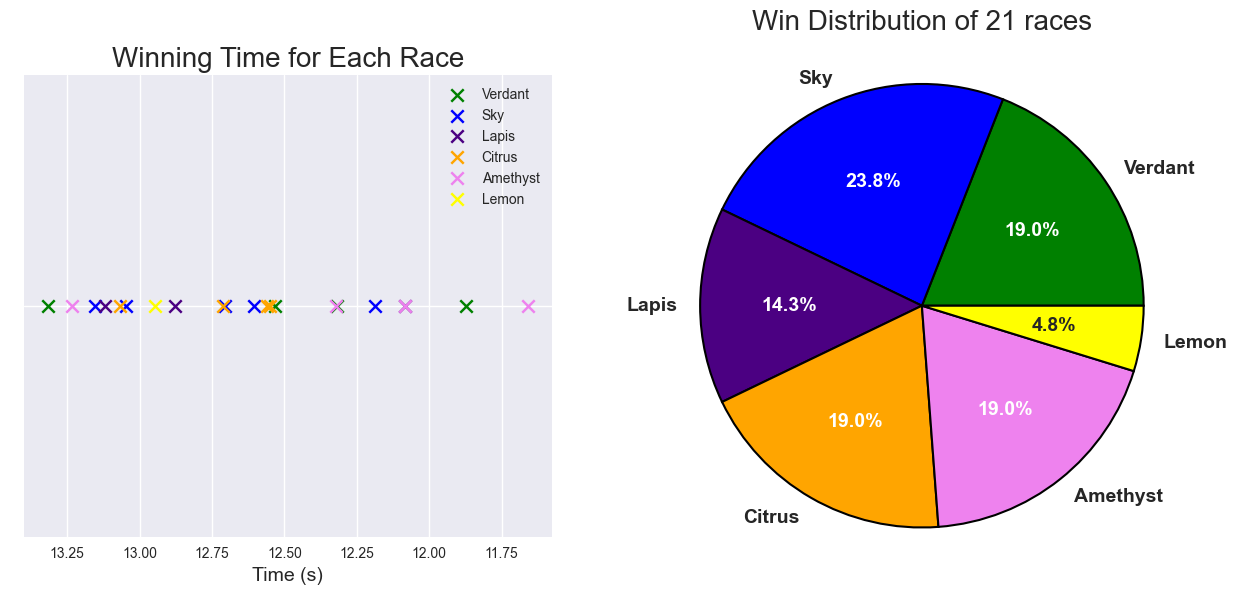 Winning Time for Each Race
Verdant
Sky
Lapis
Citrus
Amethyst
Lemon
13.25 13.00 12.75 12.50 12.25 12.00 11.75
Time (s)
Win Distribution of 21 races
Sky
Verdant
23.8%
19.0%
Lapis
14.3%
4.8%
Lemon
19.0%
19.0%
Amethyst
Citrus